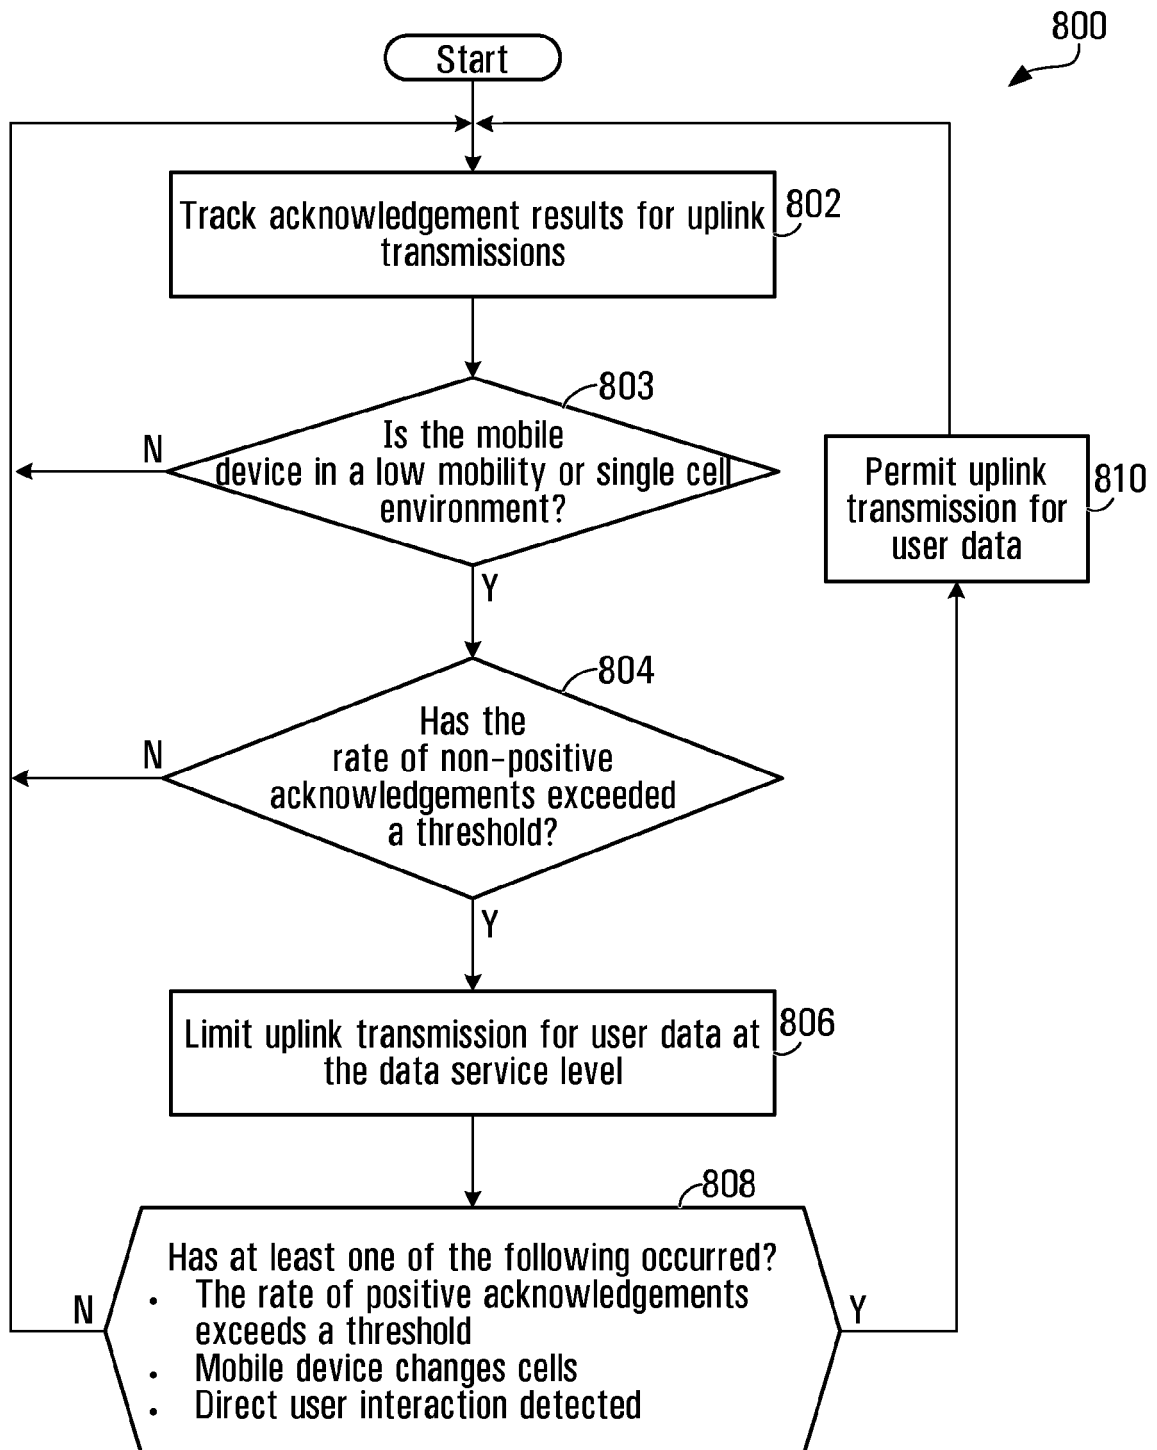 800
Start
Track acknowledgement results for uplink
transmissions
802
803
Is the mobile
device in a low mobility or single cell
environment?
N
Y
Permit uplink
transmission for
user data
810
804
Has the
rate of non-positive
acknowledgements exceeded
a threshold?
N
Y
Limit uplink transmission for user data at
the data service level
806
808
Has at least one of the following occurred?
• The rate of positive acknowledgements
exceeds a threshold
• Mobile device changes cells
• Direct user interaction detected
N
Y